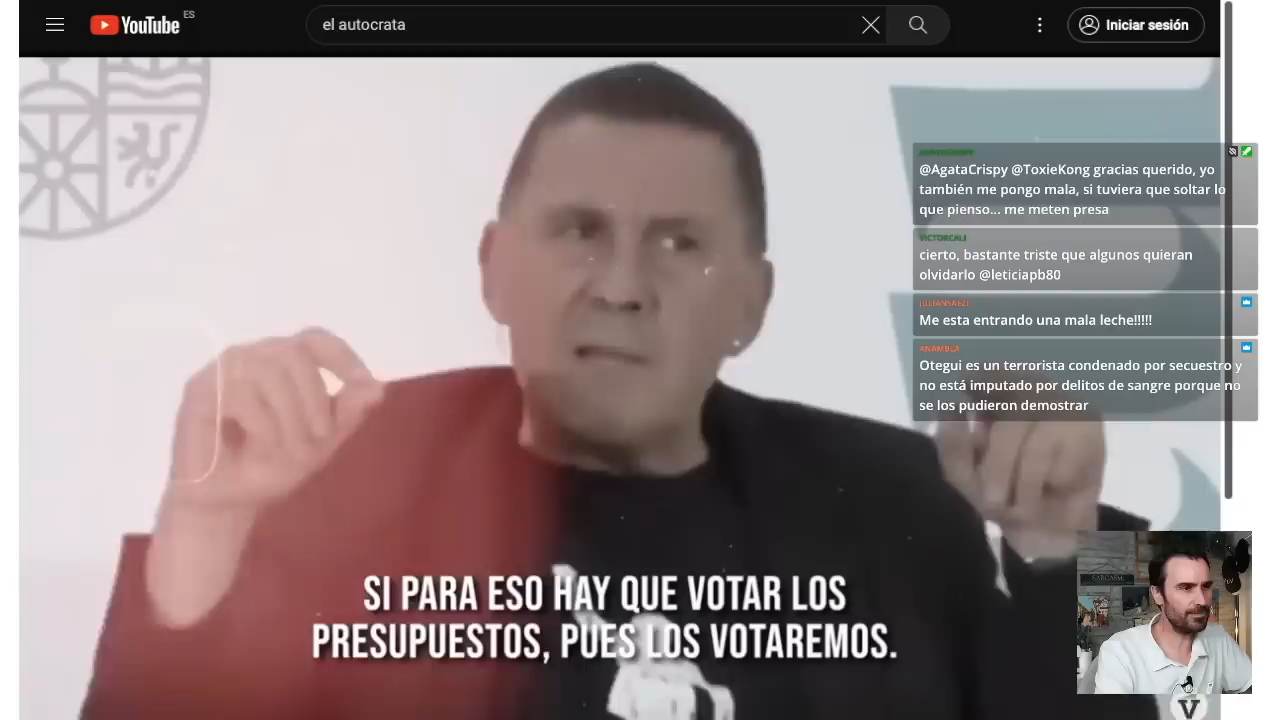 YouTube
ES
el autocrata
Iniciar sesión
@AgataCrispy @ToxieKong gracias querido, yo
también me pongo mala, si tuviera que soltar lo
que pienso... me meten presa
VICTORCALI
cierto, bastante triste que algunos quieran
olvidarlo @leticiapb80
Me esta entrando una mala leche!!!!!
ANAMBLA
Otegui es un terrorista condenado por secuestro y
no está imputado por delitos de sangre porque no
se los pudieron demostrar
SI PARA ESO HAY QUE VOTAR LOS
PRESUPUESTOS, PUES LOS VOTAREMOS.
SARCASM
V